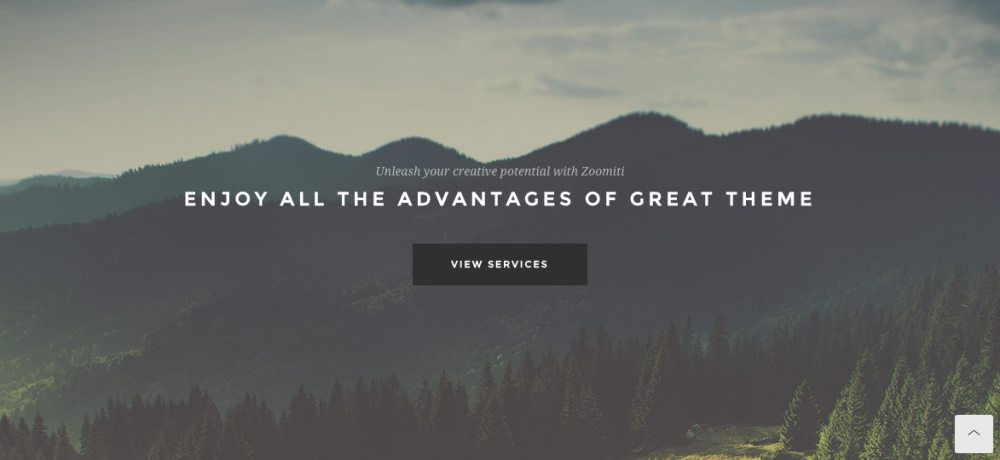 Unleash your creative potential with Zoomiti
ENJOY ALL THE ADVANTAGES OF GREAT THEME
VIEW SERVICES